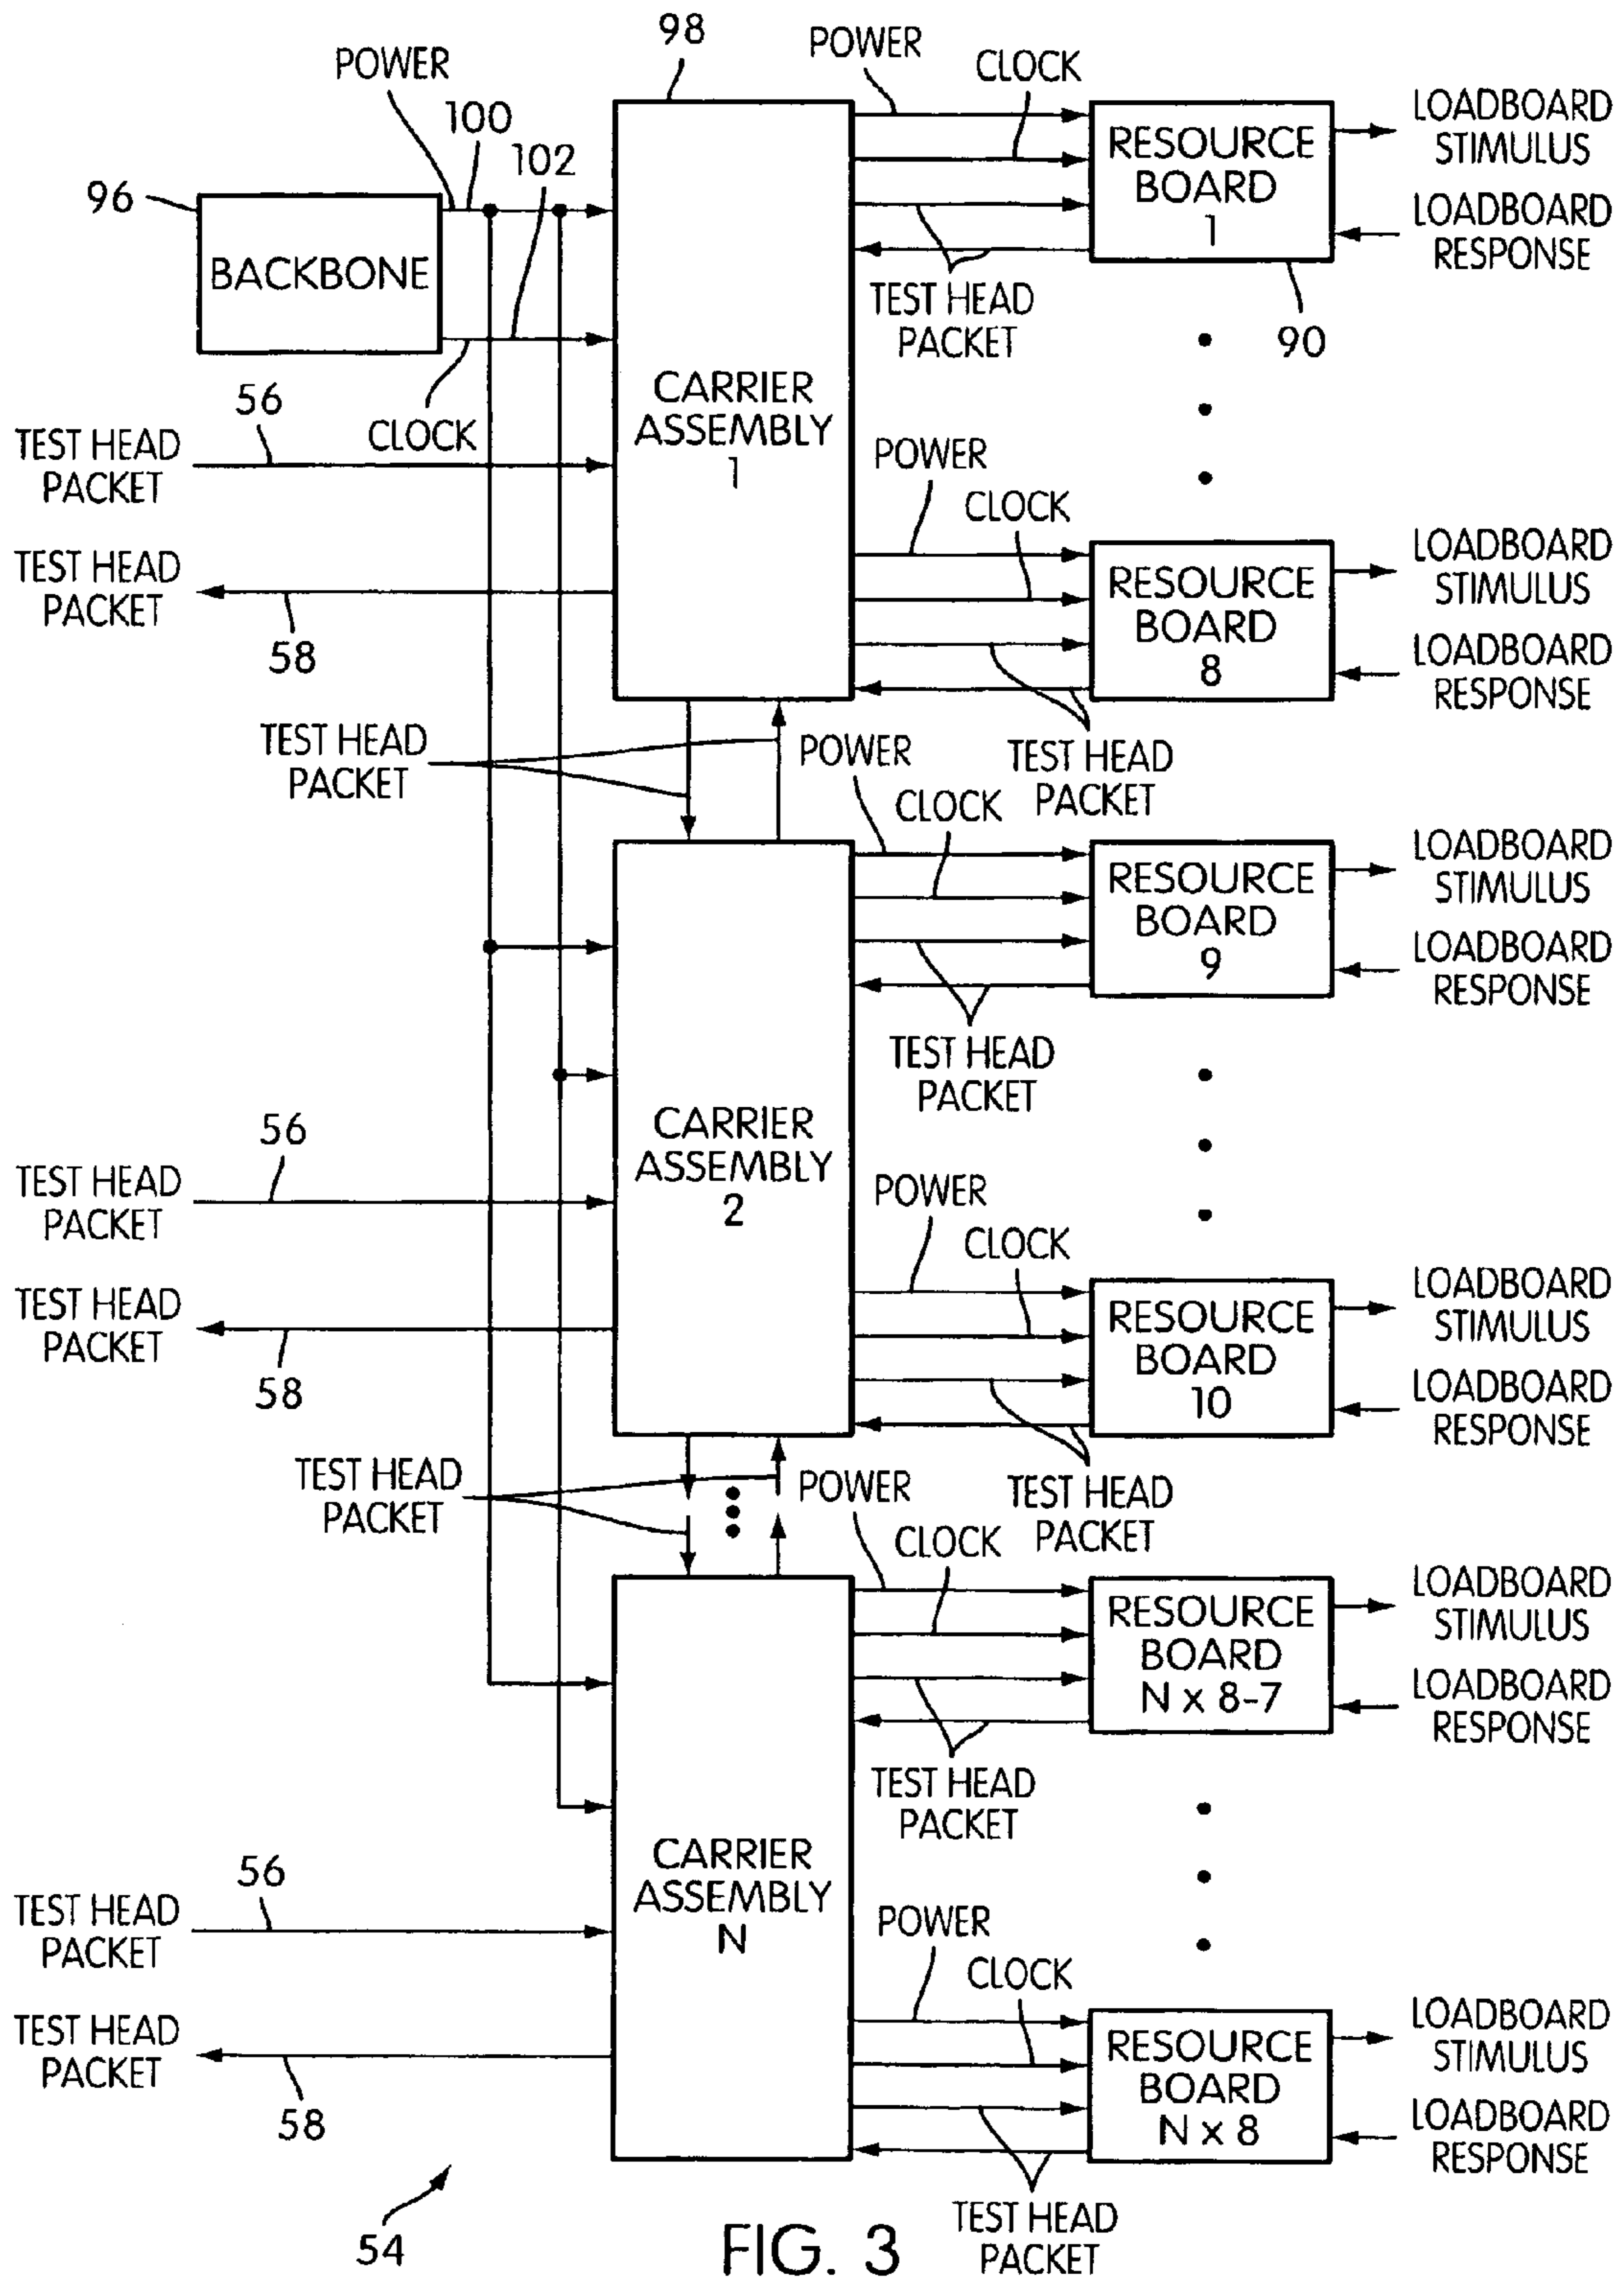 98
POWER
CLOCK
POWER
100
102
96
BACKBONE
CLOCK
CARRIER
ASSEMBLY
1
RESOURCE
BOARD
1
LOADBOARD
STIMULUS
LOADBOARD
RESPONSE
TEST HEAD
PACKET
90
56
TEST HEAD
PACKET
TEST HEAD
PACKET
58
POWER
CLOCK
RESOURCE
BOARD
8
LOADBOARD
STIMULUS
LOADBOARD
RESPONSE
TEST HEAD
PACKET
TEST HEAD
PACKET
POWER
CLOCK
RESOURCE
BOARD
9
LOADBOARD
STIMULUS
LOADBOARD
RESPONSE
TEST HEAD
PACKET
CARRIER
ASSEMBLY
2
56
TEST HEAD
PACKET
TEST HEAD
PACKET
58
POWER
CLOCK
RESOURCE
BOARD
10
LOADBOARD
STIMULUS
LOADBOARD
RESPONSE
TEST HEAD
PACKET
TEST HEAD
PACKET
POWER
CLOCK
RESOURCE
BOARD
N x 8-7
LOADBOARD
STIMULUS
LOADBOARD
RESPONSE
TEST HEAD
PACKET
CARRIER
ASSEMBLY
N
56
TEST HEAD
PACKET
TEST HEAD
PACKET
58
POWER
CLOCK
RESOURCE
BOARD
N x 8
LOADBOARD
STIMULUS
LOADBOARD
RESPONSE
TEST HEAD
PACKET
54
FIG. 3